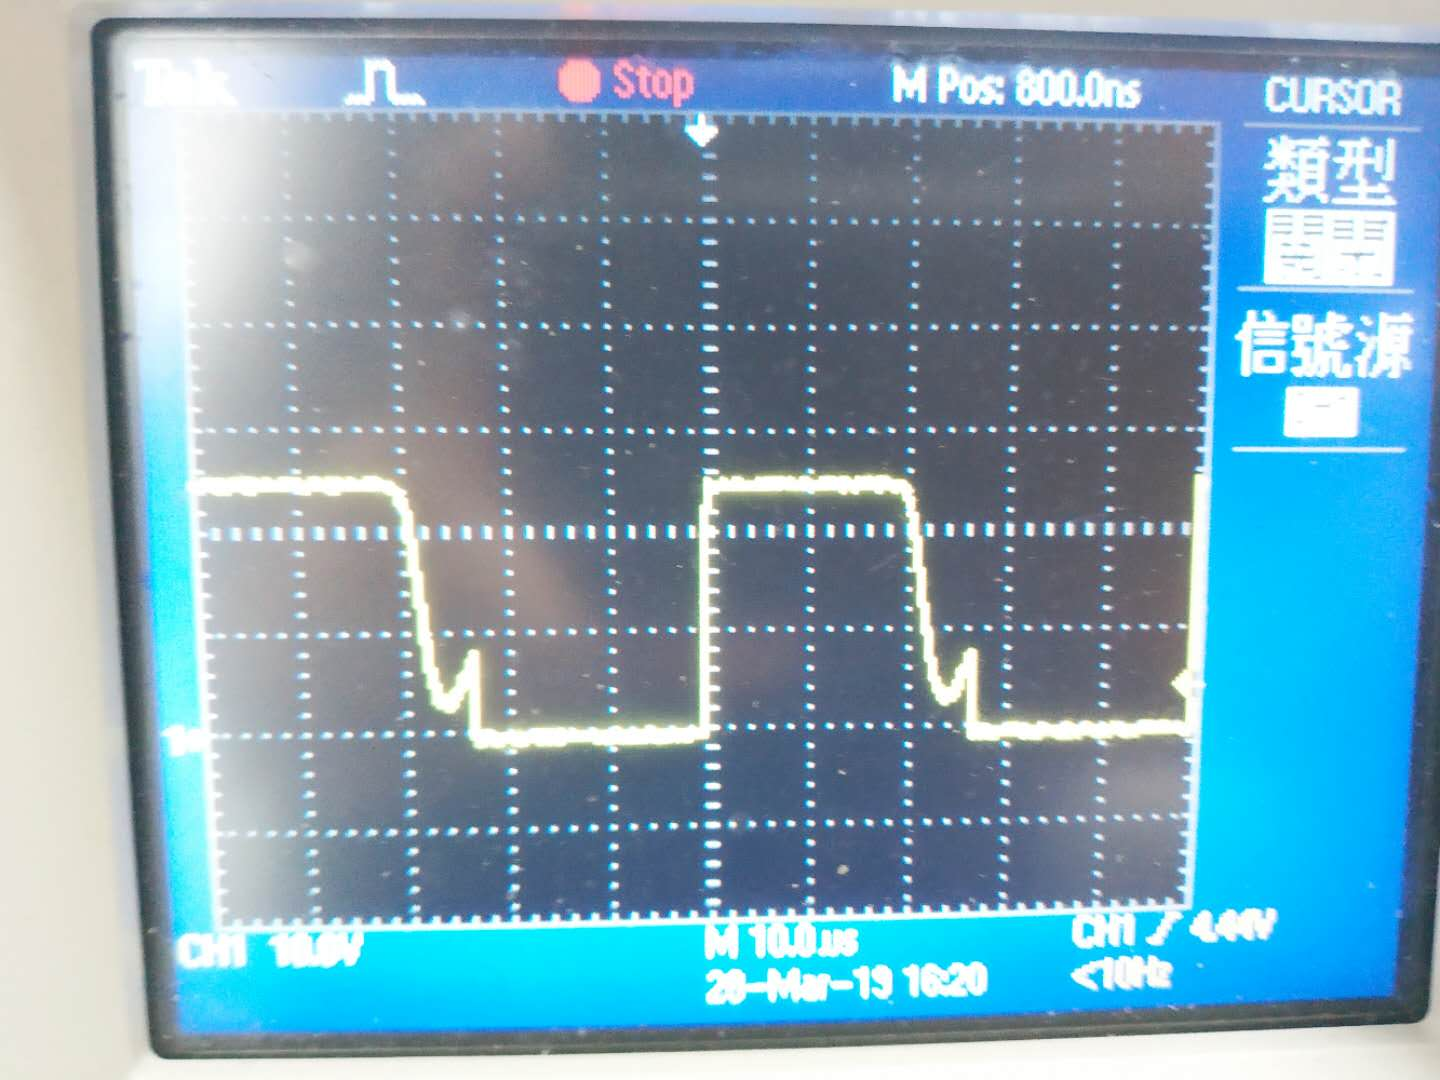 Tek
Stop
M Pos: 800.0ns
CURSOR
類型
信號源
CH1 10.0V
M 10.0us
CH1 4.44V
28-Mar-19 16:20
<10Hz